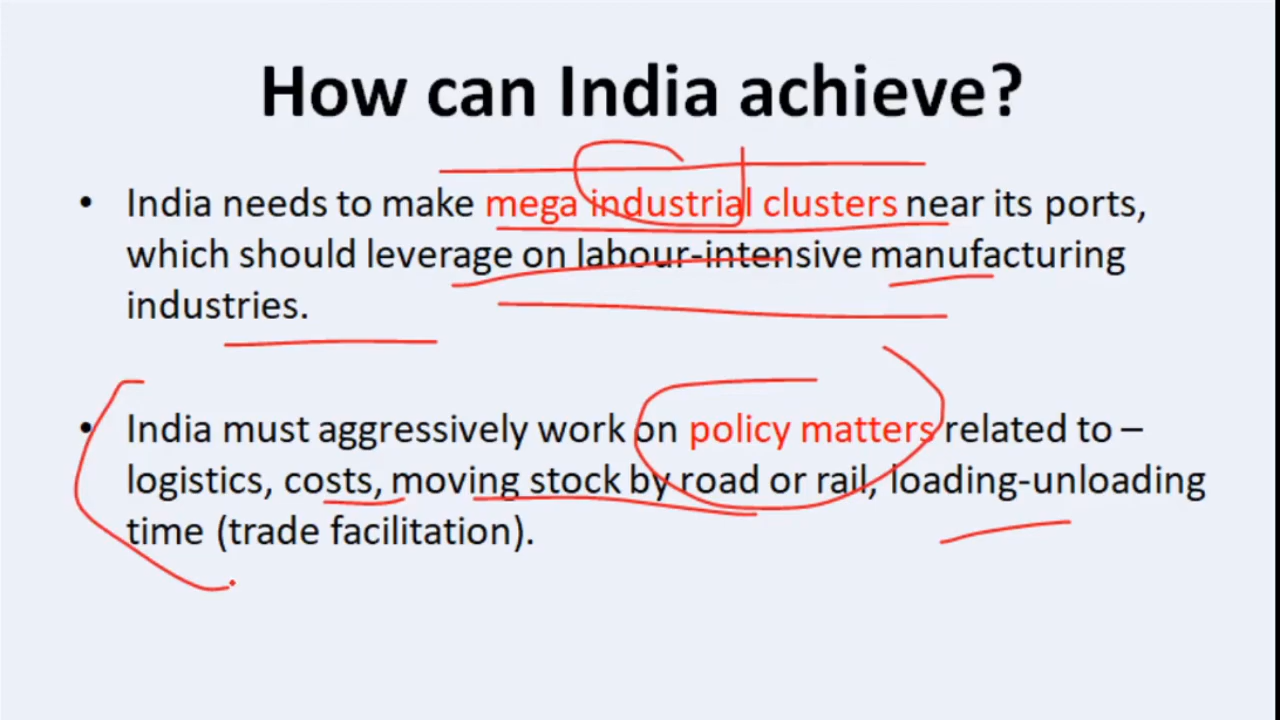 How can India achieve?
• India needs to make mega industrial clusters near its ports,
which should leverage on labour-intensive manufacturing
industries.
• India must aggressively work on policy matters related to –
logistics, costs, moving stock by road or rail, loading-unloading
time (trade facilitation).